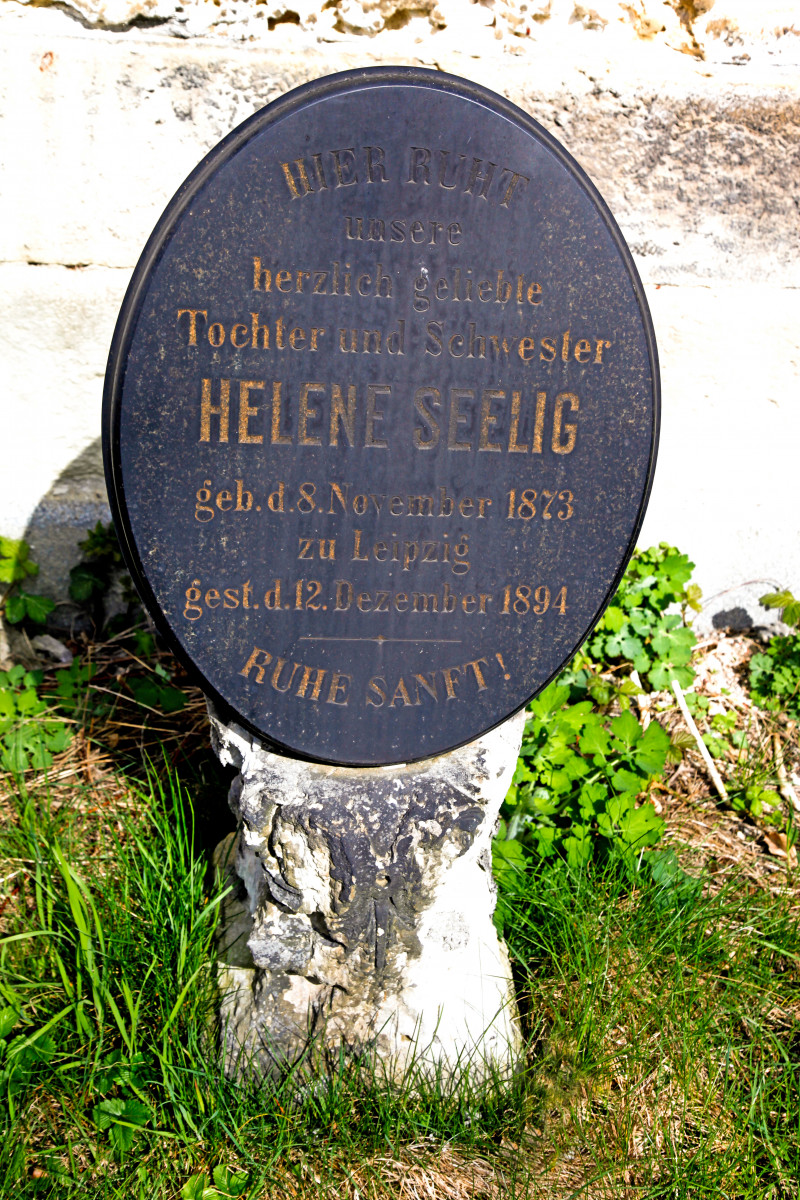 HIER RUHT
unsere
herzlich geliebte
Tochter und Schwester
HELENE SEELIG
geb. d. 8. November 1873
zu Leipzig
gest. d. 12. Dezember 1894
RUHE SANFT!